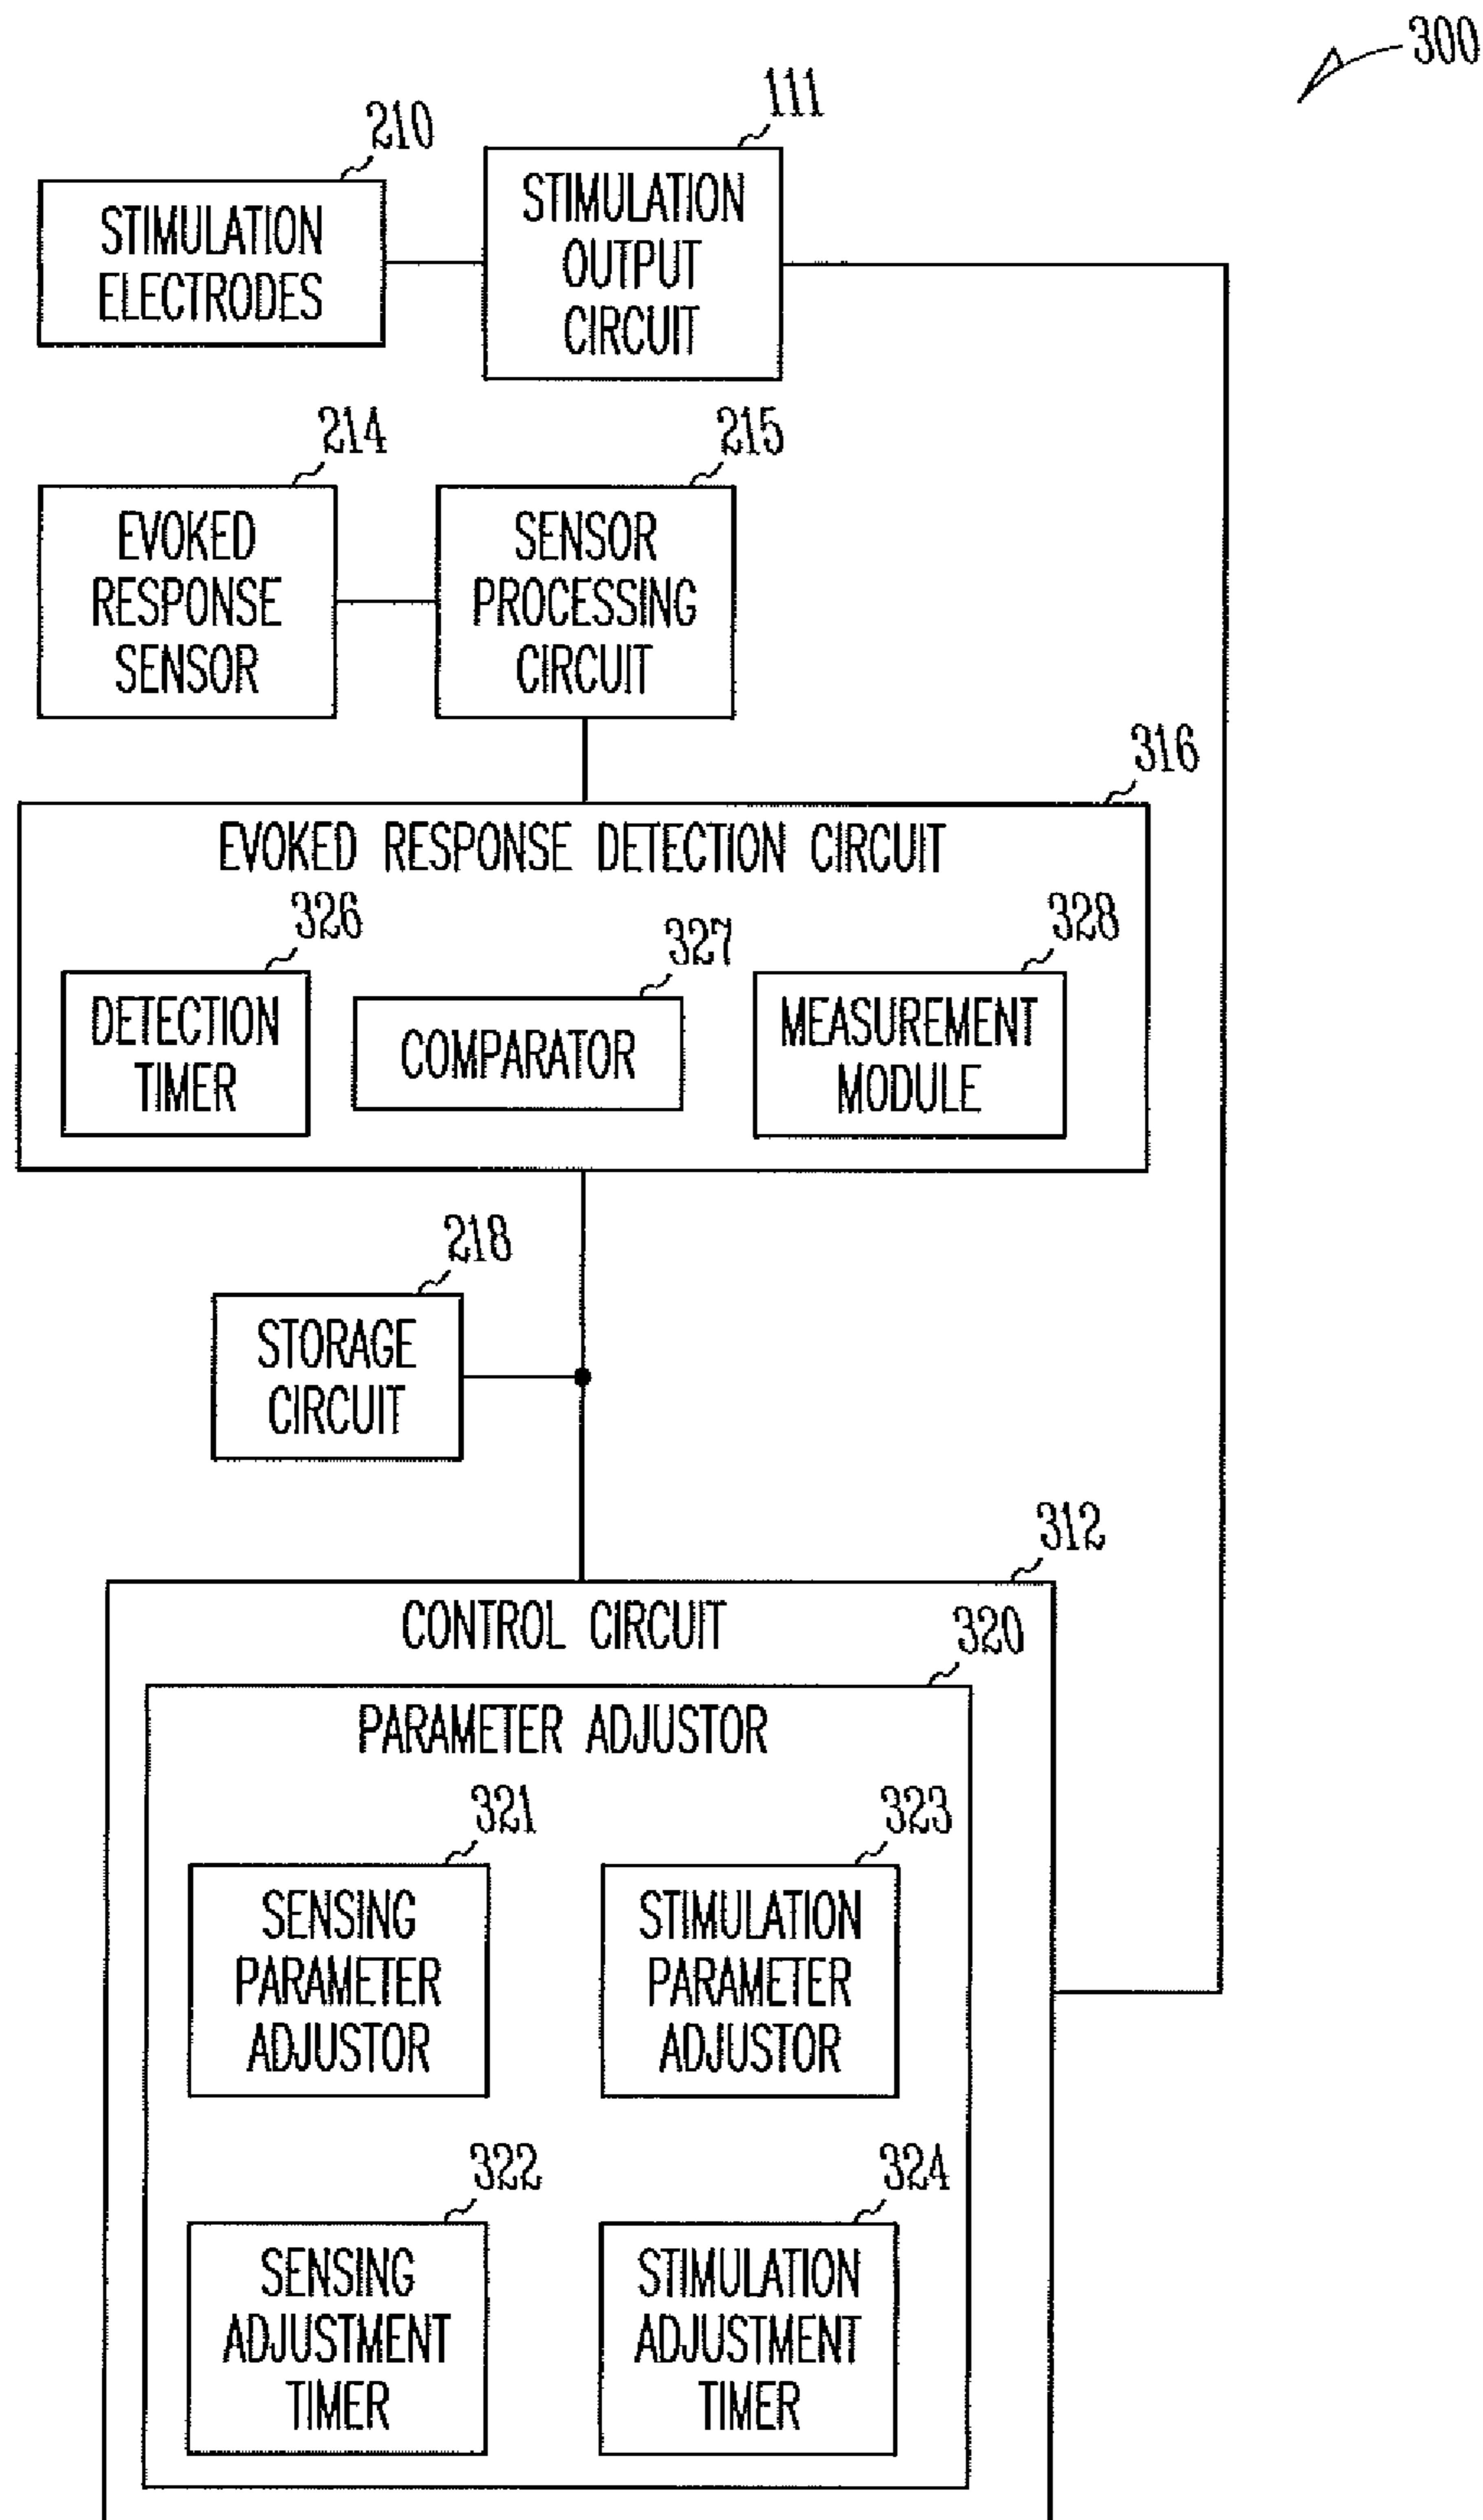 300
111
210
STIMULATION
ELECTRODES
STIMULATION
OUTPUT
CIRCUIT
214
215
EVOKED
RESPONSE
SENSOR
SENSOR
PROCESSING
CIRCUIT
316
EVOKED RESPONSE DETECTION CIRCUIT
326
327
328
DETECTION
TIMER
COMPARATOR
MEASUREMENT
MODULE
218
STORAGE
CIRCUIT
312
CONTROL CIRCUIT
320
PARAMETER ADJUSTOR
321
323
SENSING
PARAMETER
ADJUSTOR
STIMULATION
PARAMETER
ADJUSTOR
322
324
SENSING
ADJUSTMENT
TIMER
STIMULATION
ADJUSTMENT
TIMER